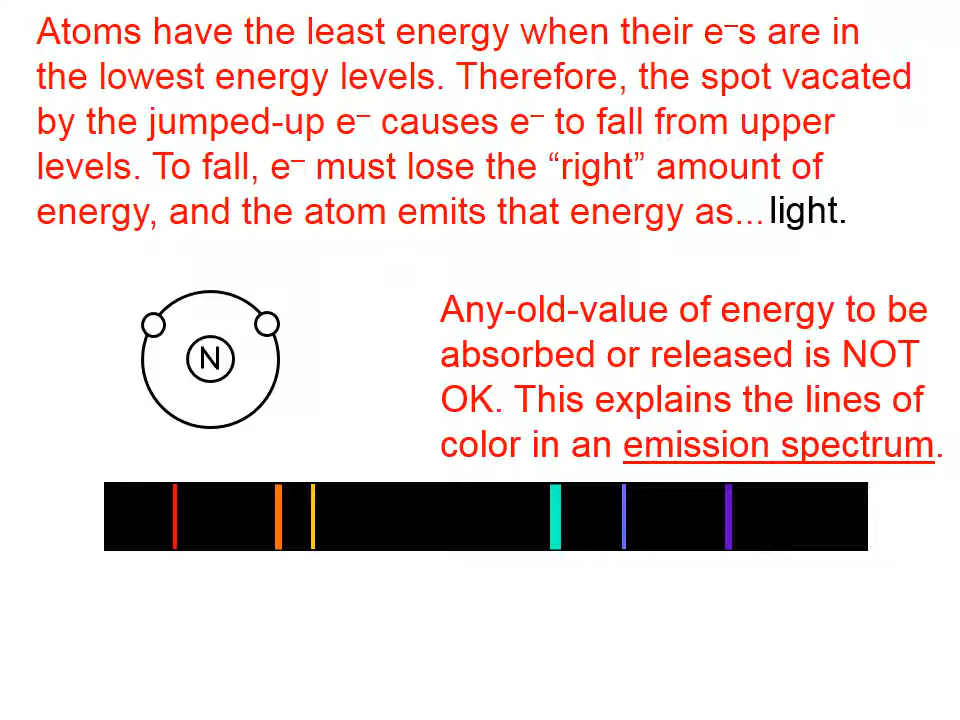 Atoms have the least energy when their e–s are in
the lowest energy levels. Therefore, the spot vacated
by the jumped-up e– causes e– to fall from upper
levels. To fall, e– must lose the “right” amount of
energy, and the atom emits that energy as... light.
N
Any-old-value of energy to be
absorbed or released is NOT
OK. This explains the lines of
color in an emission spectrum.